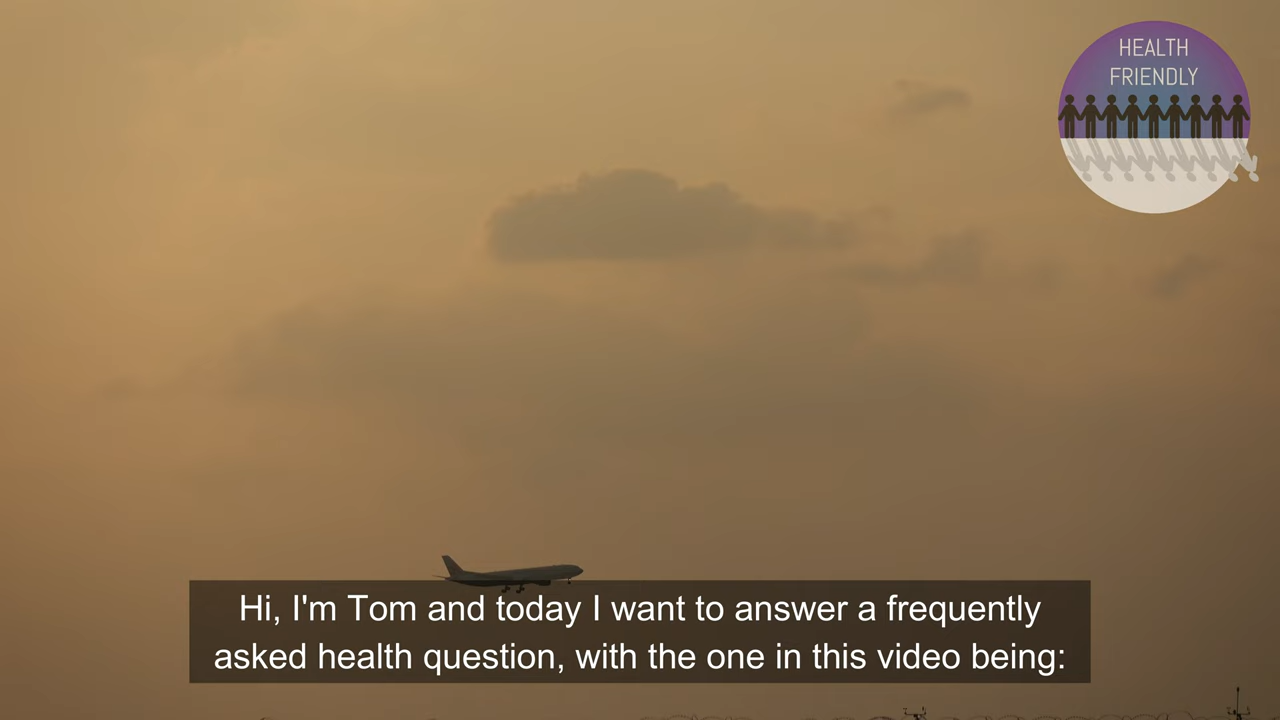 HEALTH
FRIENDLY
Hi, I'm Tom and today I want to answer a frequently
asked health question, with the one in this video being: